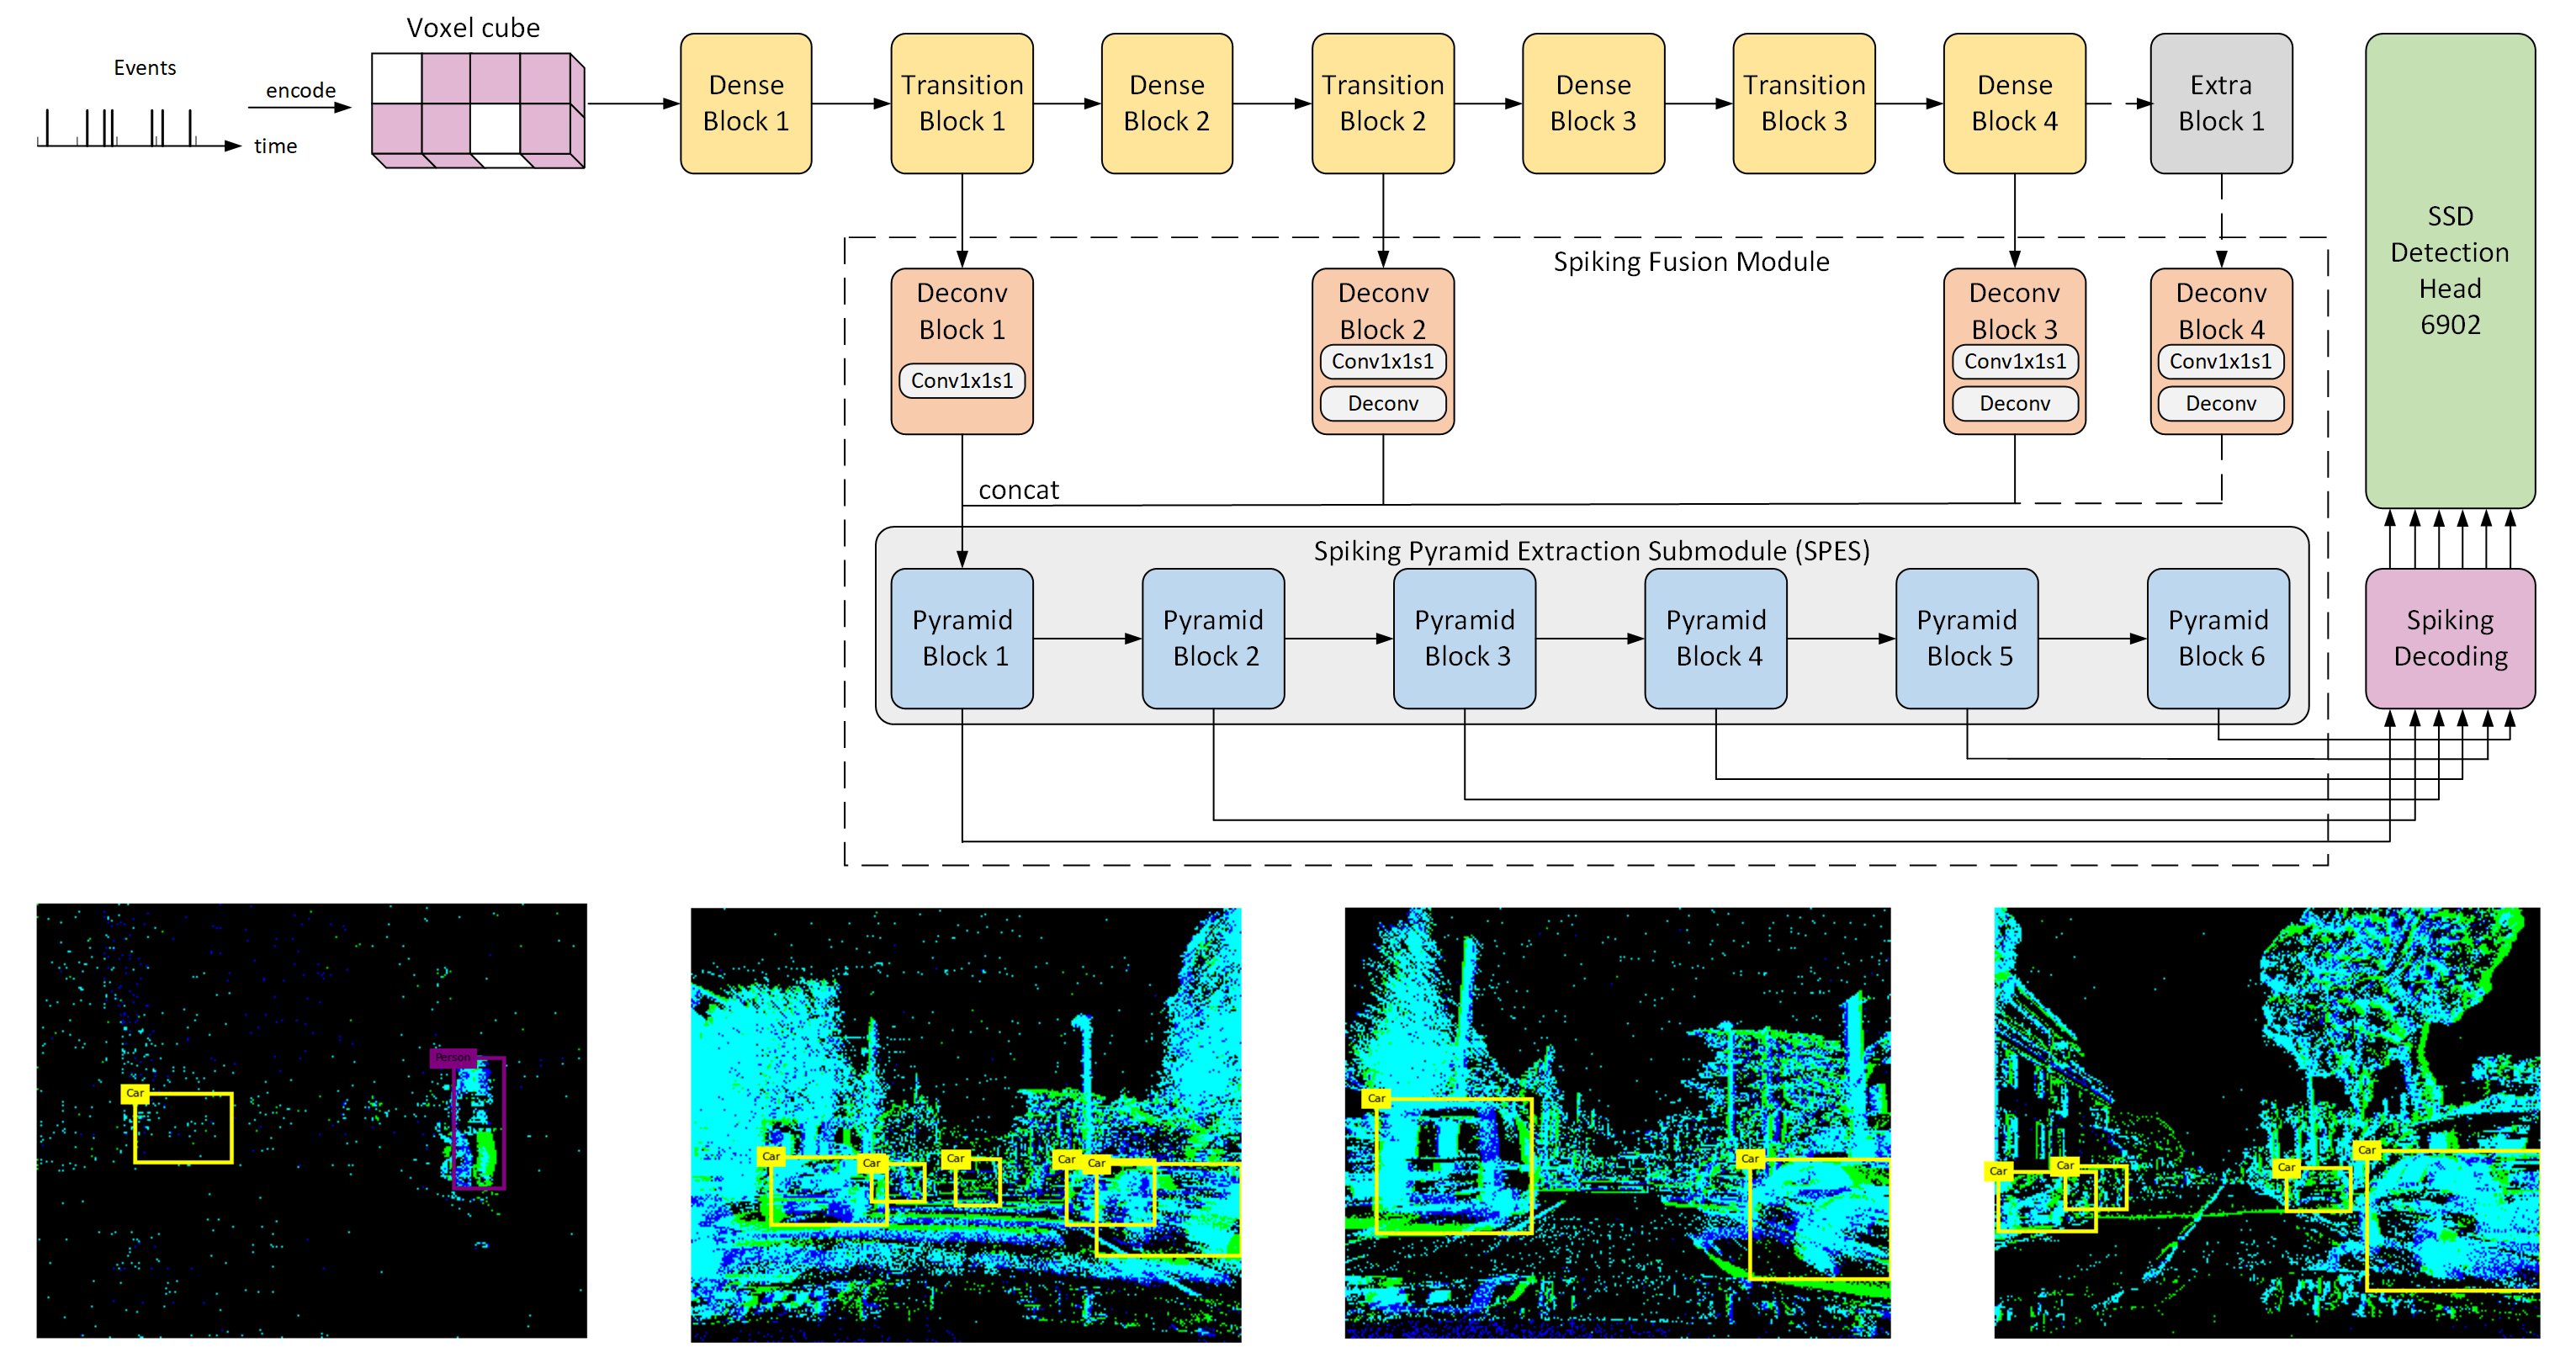 Voxel cube
Events
encode
time
Dense
Block 1
Transition
Block 1
Dense
Block 2
Transition
Block 2
Dense
Block 3
Transition
Block 3
Dense
Block 4
Extra
Block 1
SSD
Detection
Head
6902
Spiking Fusion Module
Deconv
Block 1
Conv1x1s1
Deconv
Block 2
Conv1x1s1
Deconv
Deconv
Block 3
Conv1x1s1
Deconv
Deconv
Block 4
Conv1x1s1
Deconv
concat
Spiking Pyramid Extraction Submodule (SPES)
Pyramid
Block 1
Pyramid
Block 2
Pyramid
Block 3
Pyramid
Block 4
Pyramid
Block 5
Pyramid
Block 6
Spiking
Decoding
Car
Person
Car
Car
Car
Car
Car
Car
Car
Car
Car
Car
Car